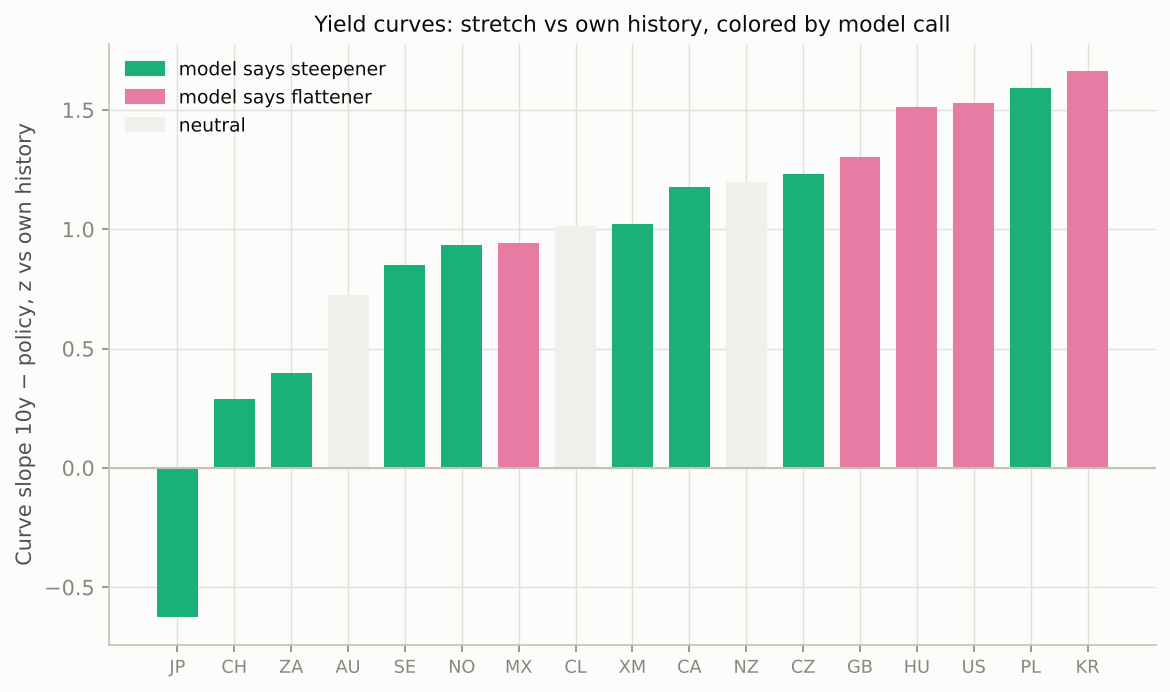 Yield curves: stretch vs own history, colored by model call
model says steepener
model says flattener
neutral
Curve slope 10y − policy, z vs own history
1.5
1.0
0.5
0.0
−0.5
JP CH ZA AU SE NO MX CL XM CA NZ CZ GB HU US PL KR